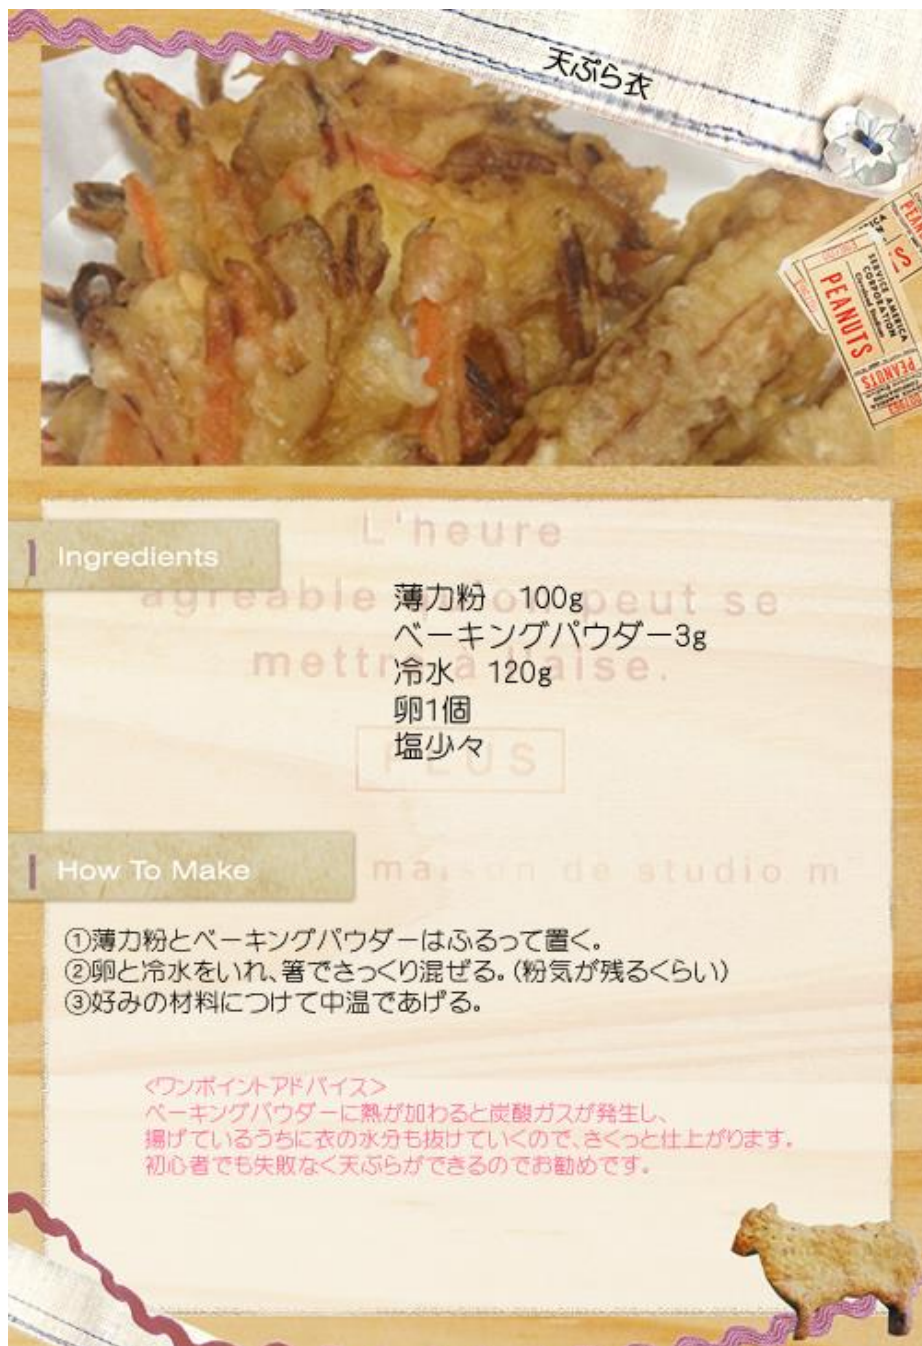 天ぷら衣
PEANUTS
SERVICE AMERICA
CORPORATION
PEANUTS
L'heure
Ingredients
agreable peut se
薄力粉　100g
ベーキングパウダー3g
mettre à l'aise.
冷水　120g
卵1個
塩少々
PLUS
How To Make
maison de studio m
①薄力粉とベーキングパウダーはふるって置く。
②卵と冷水をいれ、箸でさっくり混ぜる。(粉気が残るくらい)
③好みの材料につけて中温であげる。
<ワンポイントアドバイス>
ベーキングパウダーに熱が加わると炭酸ガスが発生し、
揚げているうちに衣の水分も抜けていくので、さくっと仕上がります。
初心者でも失敗なく天ぷらができるのでお勧めです。